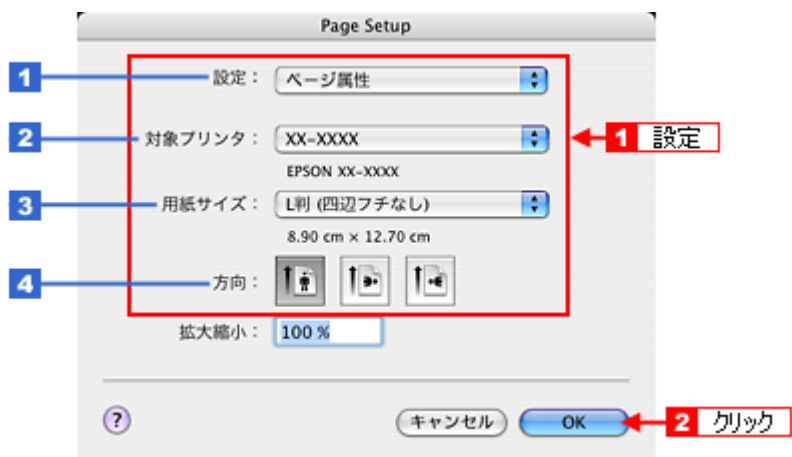 Page Setup
1 設定： ページ属性
2 対象プリンタ： XX-XXXX 1 設定
EPSON XX-XXXX
3 用紙サイズ： L判 (四辺フチなし)
8.90 cm × 12.70 cm
4 方向：
拡大縮小： 100 %
? キャンセル OK 2 クリック